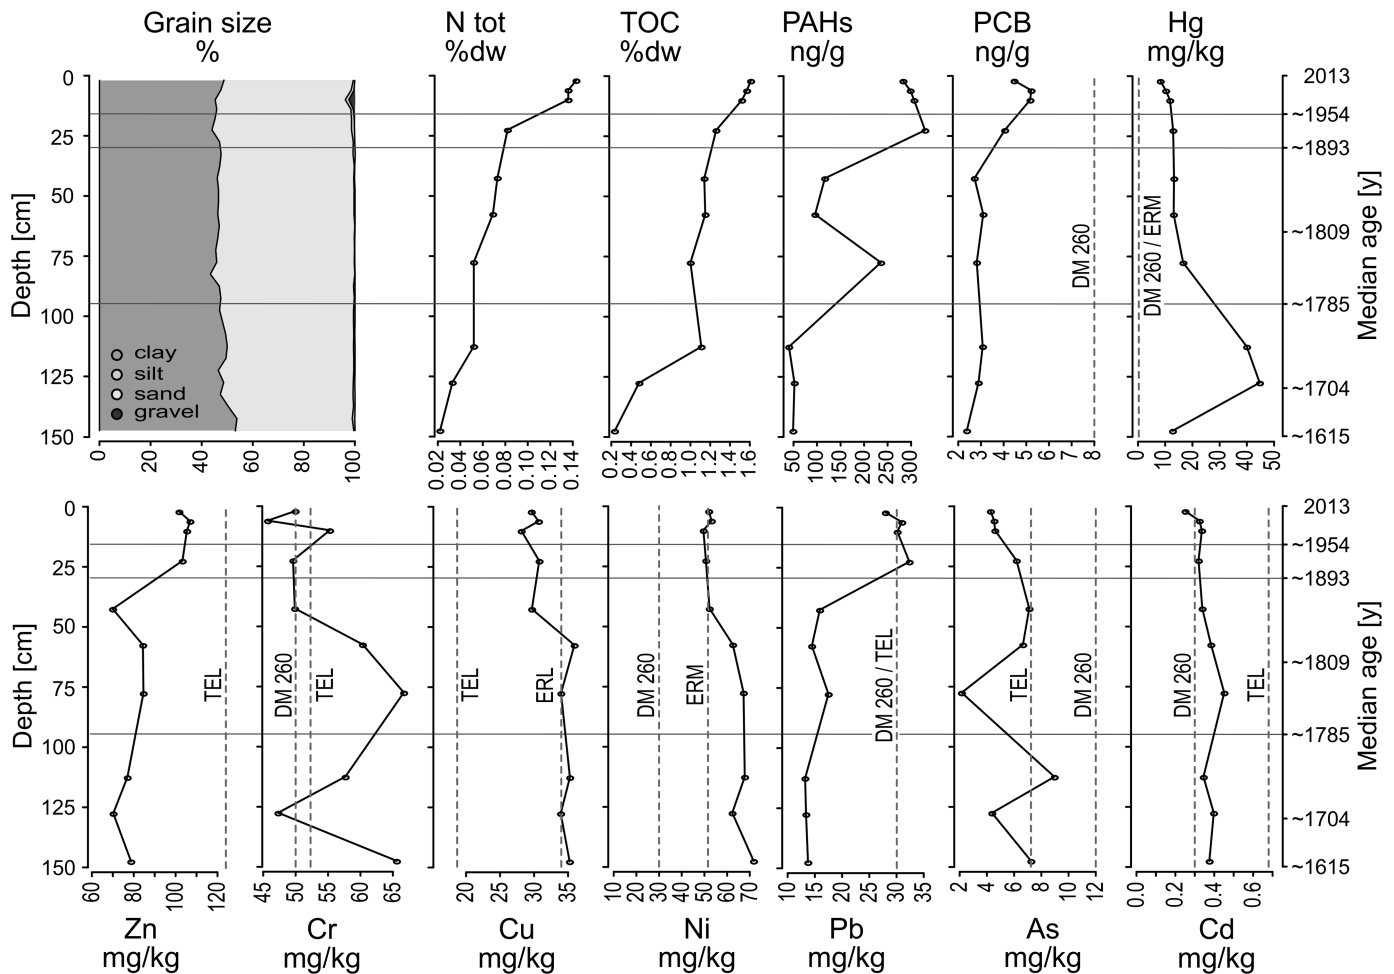 Grain size
%
N tot
%dw
TOC
%dw
PAHs
ng/g
PCB
ng/g
Hg
mg/kg
Depth [cm]
0
25
50
75
100
125
150
clay
silt
sand
gravel
0
20
40
60
80
100
0.02
0.04
0.06
0.08
0.10
0.12
0.14
0.2
0.4
0.6
0.8
1.0
1.2
1.4
1.6
50
100
150
200
250
300
DM 260
2
3
4
5
6
7
8
DM 260 / ERM
0
10
20
30
40
50
2013
~1954
~1893
~1809
~1785
~1704
~1615
Median age [y]
Depth [cm]
0
25
50
75
100
125
150
TEL
60
80
100
120
DM 260
TEL
45
50
55
60
65
TEL
ERL
20
25
30
35
DM 260
ERM
10
20
30
40
50
60
70
DM 260 / TEL
10
15
20
25
30
35
TEL
DM 260
2
4
6
8
10
12
DM 260
TEL
0.0
0.2
0.4
0.6
2013
~1954
~1893
~1809
~1785
~1704
~1615
Median age [y]
Zn
mg/kg
Cr
mg/kg
Cu
mg/kg
Ni
mg/kg
Pb
mg/kg
As
mg/kg
Cd
mg/kg